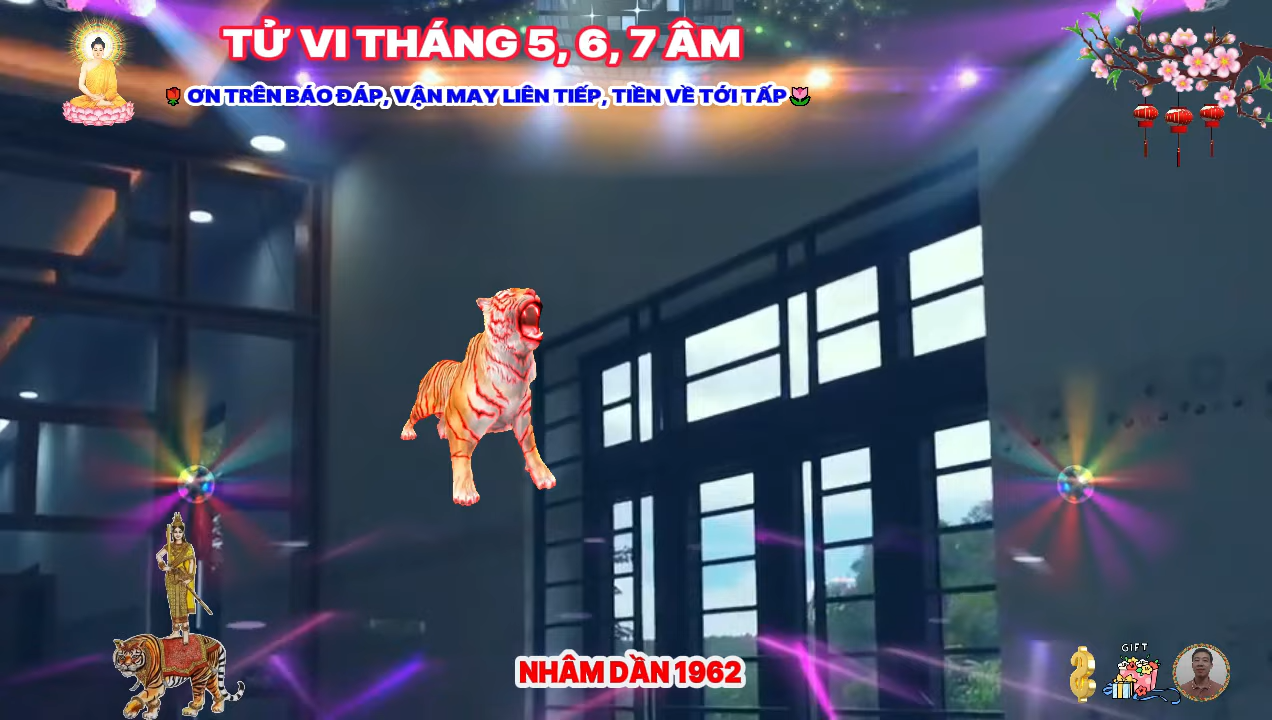 TỬ VI THÁNG 5, 6, 7 ÂM
ƠN TRÊN BÁO ĐÁP, VẬN MAY LIÊN TIẾP, TIỀN VỀ TỚI TẤP
GIFT
NHÂM DẦN 1962